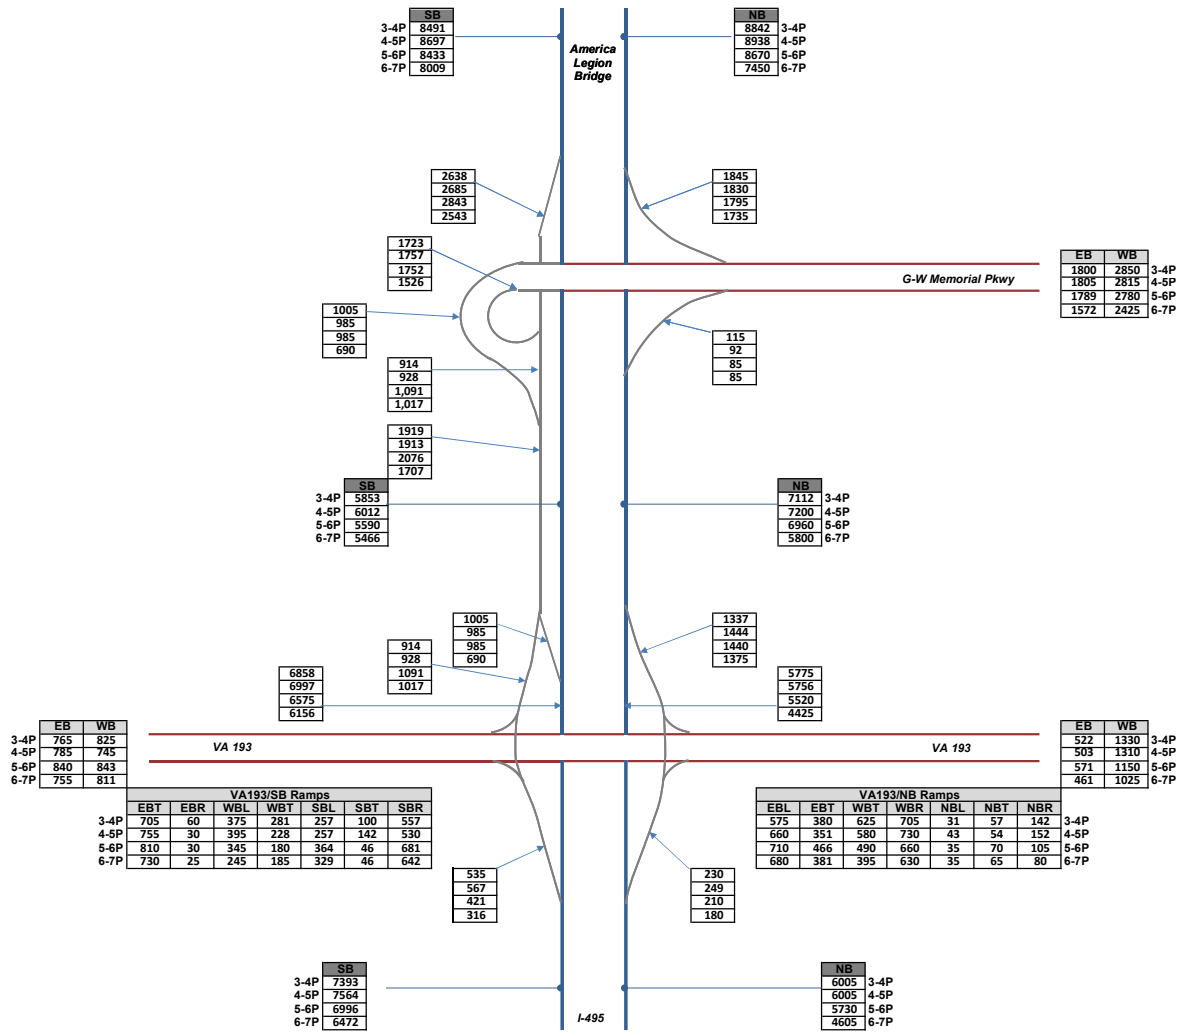 SB
3-4P 8491
4-5P 8697
5-6P 8433
6-7P 8009
America
Legion
Bridge
NB
8842 3-4P
8938 4-5P
8670 5-6P
7450 6-7P
2638
2685
2843
2543
1845
1830
1795
1735
1723
1757
1752
1526
G-W Memorial Pkwy
EB WB
1800 2850 3-4P
1805 2815 4-5P
1789 2780 5-6P
1572 2425 6-7P
1005
985
985
690
115
92
85
85
914
928
1,091
1,017
1919
1913
2076
1707
SB
3-4P 5853
4-5P 6012
5-6P 5590
6-7P 5466
NB
7112 3-4P
7200 4-5P
6960 5-6P
5800 6-7P
1005
985
985
690
1337
1444
1440
1375
914
928
1091
1017
6858
6997
6575
6156
5775
5756
5520
4425
EB WB
3-4P 765 825
4-5P 785 745
5-6P 840 843
6-7P 755 811
VA 193
VA 193
EB WB
522 1330 3-4P
503 1310 4-5P
571 1150 5-6P
461 1025 6-7P
VA193/SB Ramps
EBT EBR WBL WBT SBL SBT SBR
3-4P 705 60 375 281 257 100 557
4-5P 755 30 395 228 257 142 530
5-6P 810 30 345 180 364 46 681
6-7P 730 25 245 185 329 46 642
VA193/NB Ramps
EBL EBT WBT WBR NBL NBT NBR
575 380 625 705 31 57 142 3-4P
660 351 580 730 43 54 152 4-5P
710 466 490 660 35 70 105 5-6P
680 381 395 630 35 65 80 6-7P
535
567
421
316
230
249
210
180
SB
3-4P 7393
4-5P 7564
5-6P 6996
6-7P 6472
I-495
NB
6005 3-4P
6005 4-5P
5730 5-6P
4605 6-7P